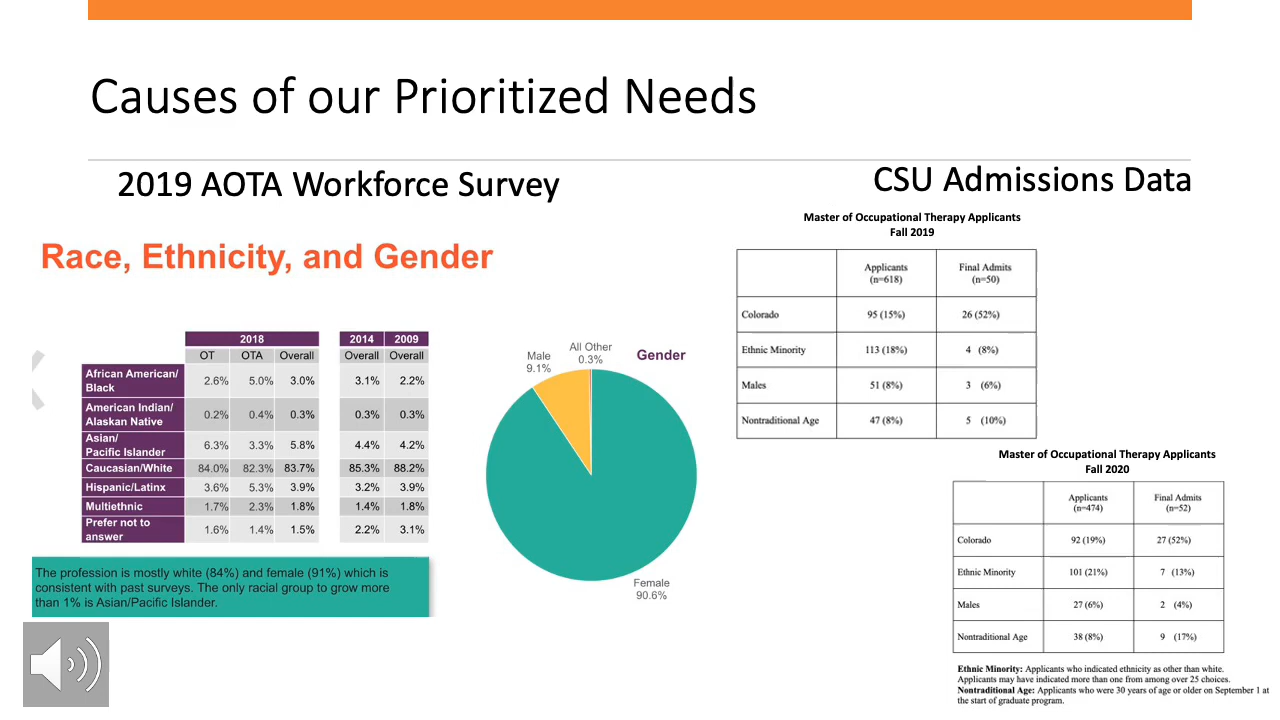 Causes of our Prioritized Needs
2019 AOTA Workforce Survey
Race, Ethnicity, and Gender
2018 2014 2009
OT OTA Overall Overall Overall
African American/
Black 2.6% 5.0% 3.0% 3.1% 2.2%
American Indian/
Alaskan Native 0.2% 0.4% 0.3% 0.3% 0.3%
Asian/
Pacific Islander 6.3% 3.3% 5.8% 4.4% 4.2%
Caucasian/White 84.0% 82.3% 83.7% 85.3% 88.2%
Hispanic/Latinx 3.6% 5.3% 3.9% 3.2% 3.9%
Multiethnic 1.7% 2.3% 1.8% 1.4% 1.8%
Prefer not to
answer 1.6% 1.4% 1.5% 2.2% 3.1%
The profession is mostly white (84%) and female (91%) which is
consistent with past surveys. The only racial group to grow more
than 1% is Asian/Pacific Islander.
Gender
All Other
0.3%
Male
9.1%
Female
90.6%
CSU Admissions Data
Master of Occupational Therapy Applicants
Fall 2019
Applicants Final Admits
(n=618) (n=50)
Colorado 95 (15%) 26 (52%)
Ethnic Minority 113 (18%) 4 (8%)
Males 51 (8%) 3 (6%)
Nontraditional Age 47 (8%) 5 (10%)
Master of Occupational Therapy Applicants
Fall 2020
Applicants Final Admits
(n=474) (n=52)
Colorado 92 (19%) 27 (52%)
Ethnic Minority 101 (21%) 7 (13%)
Males 27 (6%) 2 (4%)
Nontraditional Age 38 (8%) 9 (17%)
Ethnic Minority: Applicants who indicated ethnicity as other than white.
Applicants may have indicated more than one from among over 25 choices.
Nontraditional Age: Applicants who were 30 years of age or older on September 1 at
the start of graduate program.